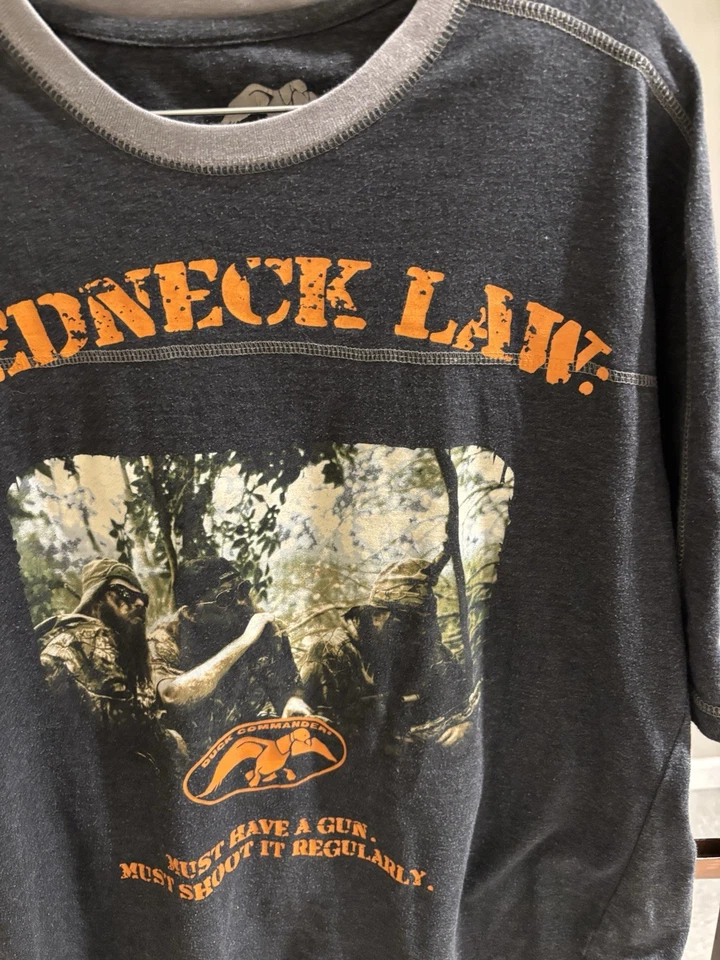 EDNECK LAW.
DUCK COMMANDER
MUST HAVE A GUN.
MUST SHOOT IT REGULARLY.